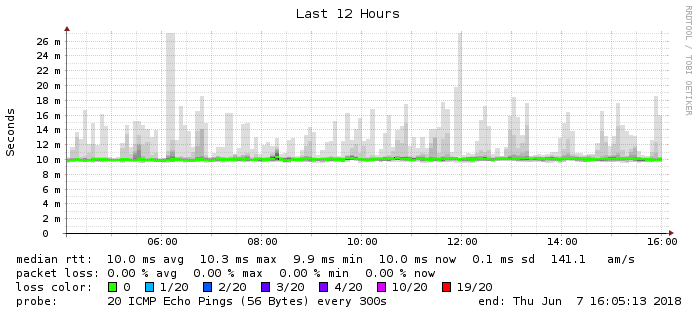 Last 12 Hours
RRDTOOL / TOBI OETIKER
Seconds
26 m
24 m
22 m
20 m
18 m
16 m
14 m
12 m
10 m
8 m
6 m
4 m
2 m
0
06:00 08:00 10:00 12:00 14:00 16:00
median rtt: 10.0 ms avg 10.3 ms max 9.9 ms min 10.0 ms now 0.1 ms sd 141.1 am/s
packet loss: 0.00 % avg 0.00 % max 0.00 % min 0.00 % now
loss color: 0 1/20 2/20 3/20 4/20 10/20 19/20
probe: 20 ICMP Echo Pings (56 Bytes) every 300s end: Thu Jun 7 16:05:13 2018